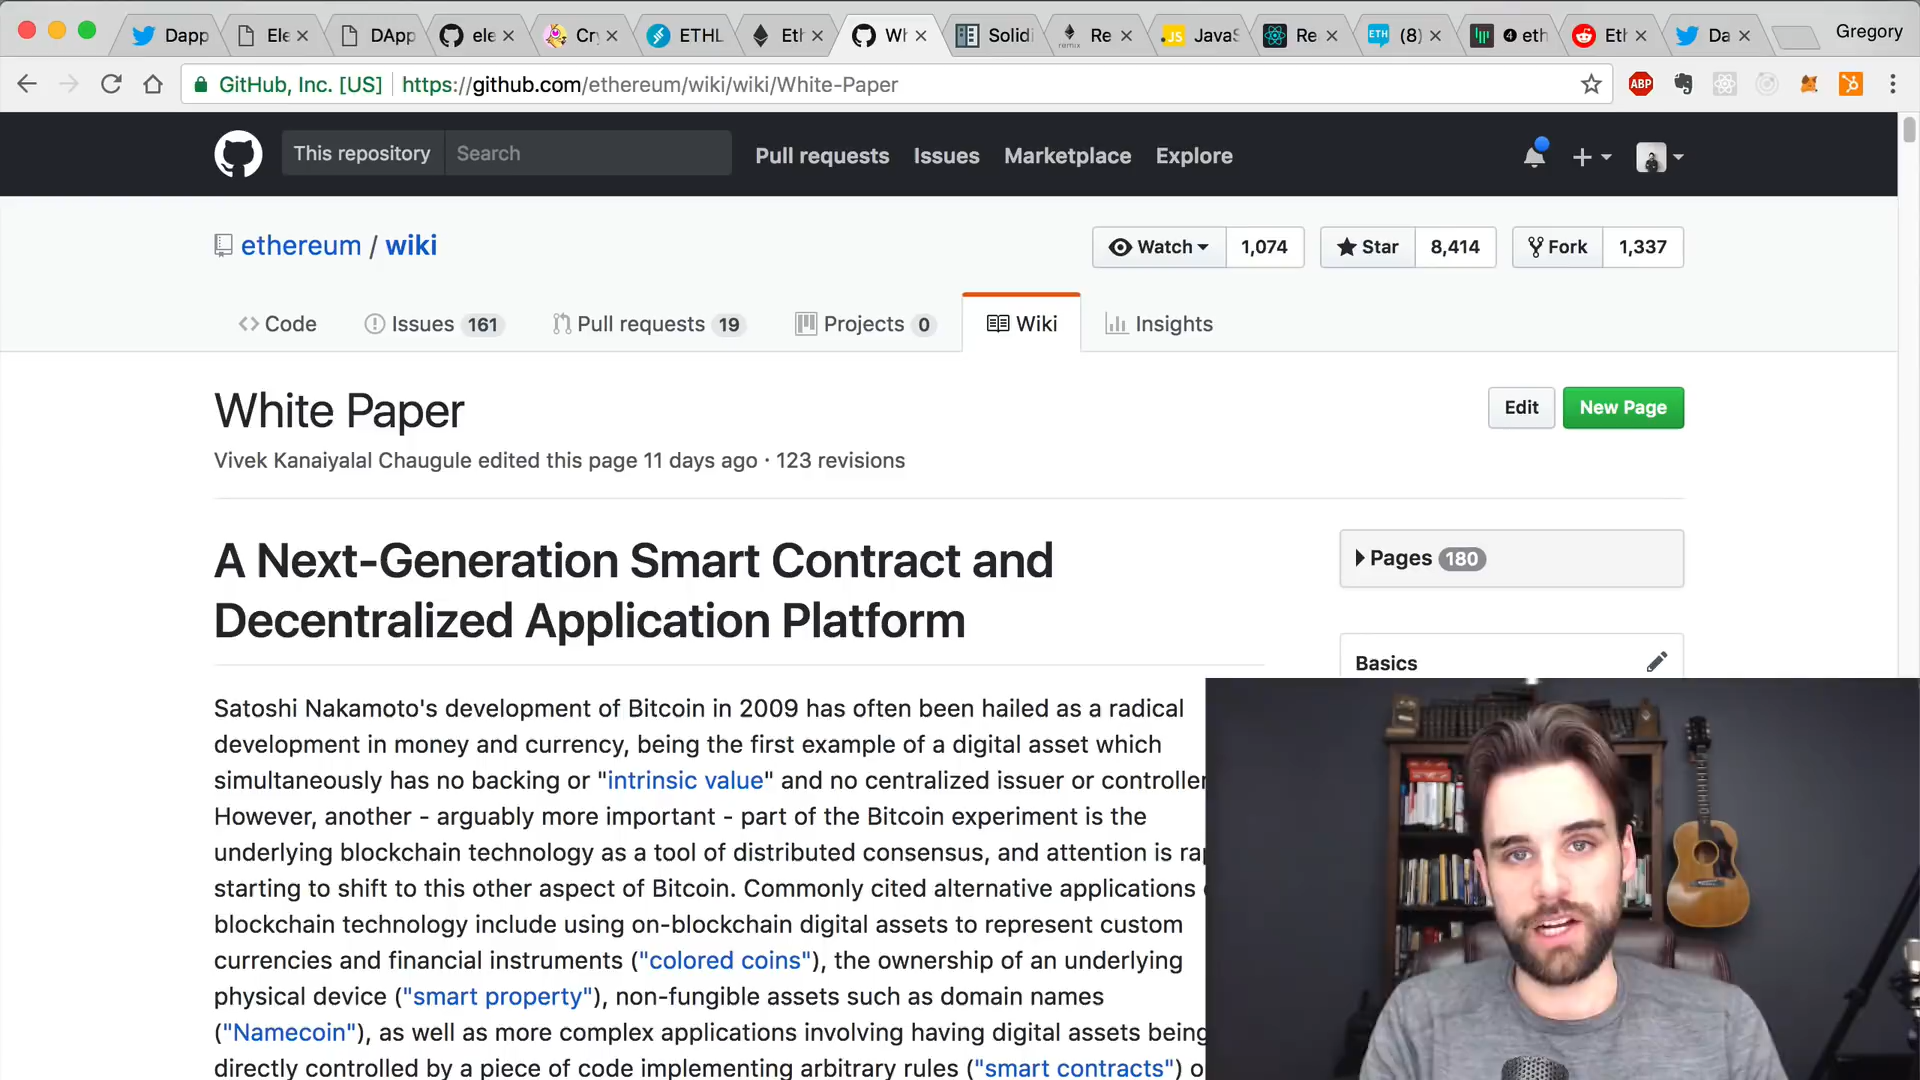 Dapp
Ele
DApp
ele
Cry
ETHL
Eth
Wh
Solidi
Re
JavaS
Re
(8)
eth
Eth
Da
Gregory
GitHub, Inc. [US]
https://github.com/ethereum/wiki/wiki/White-Paper
ABP
This repository
Search
Pull requests
Issues
Marketplace
Explore
ethereum / wiki
Watch 1,074
Star 8,414
Fork 1,337
Code
Issues 161
Pull requests 19
Projects 0
Wiki
Insights
White Paper
Edit
New Page
Vivek Kanaiyalal Chaugule edited this page 11 days ago · 123 revisions
A Next-Generation Smart Contract and
Decentralized Application Platform
Pages 180
Basics
Satoshi Nakamoto's development of Bitcoin in 2009 has often been hailed as a radical
development in money and currency, being the first example of a digital asset which
simultaneously has no backing or "intrinsic value" and no centralized issuer or controller
However, another - arguably more important - part of the Bitcoin experiment is the
underlying blockchain technology as a tool of distributed consensus, and attention is ra
starting to shift to this other aspect of Bitcoin. Commonly cited alternative applications
blockchain technology include using on-blockchain digital assets to represent custom
currencies and financial instruments ("colored coins"), the ownership of an underlying
physical device ("smart property"), non-fungible assets such as domain names
("Namecoin"), as well as more complex applications involving having digital assets being
directly controlled by a piece of code implementing arbitrary rules ("smart contracts") o